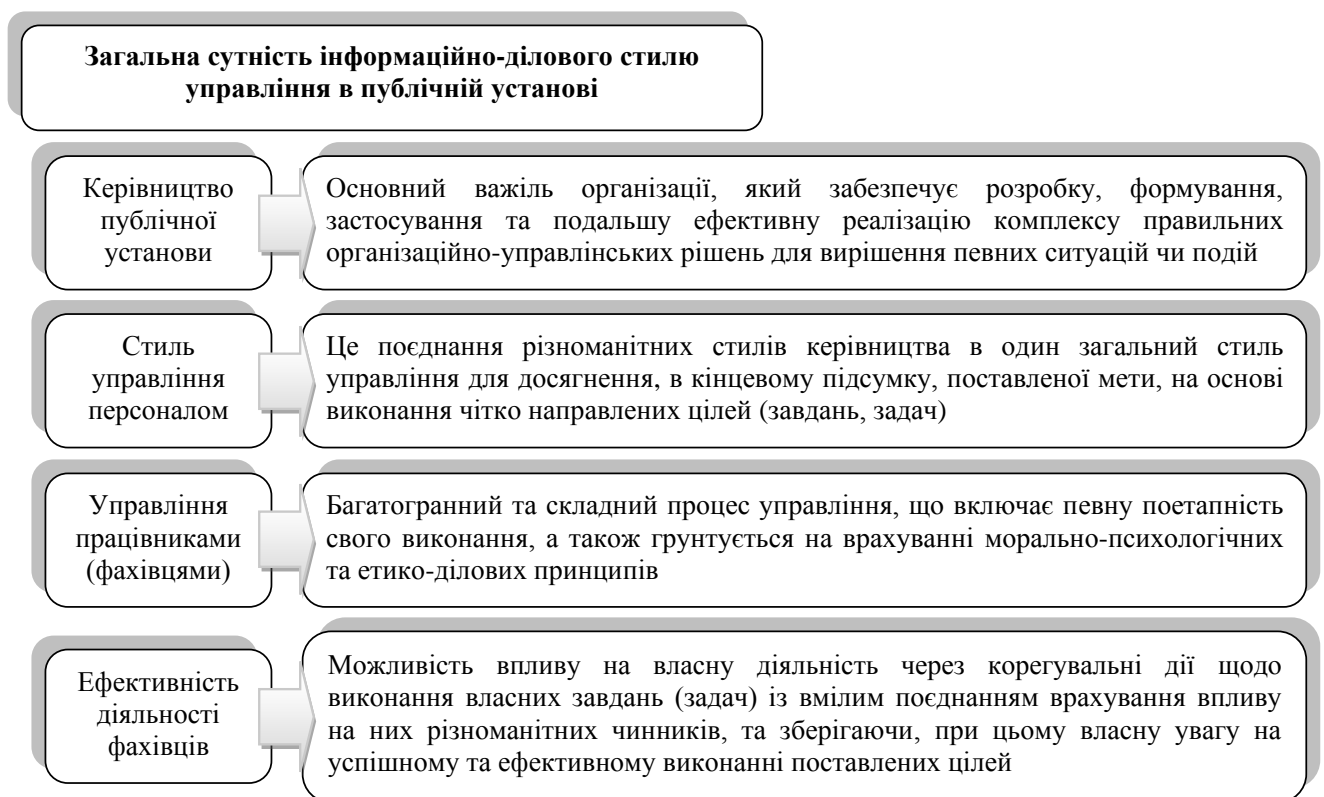 Загальна сутність інформаційно-ділового стилю
управління в публічній установі
Керівництво
публічної
установи
Основний важіль організації, який забезпечує розробку, формування,
застосування та подальшу ефективну реалізацію комплексу правильних
організаційно-управлінських рішень для вирішення певних ситуацій чи подій
Стиль
управління
персоналом
Це поєднання різноманітних стилів керівництва в один загальний стиль
управління для досягнення, в кінцевому підсумку, поставленої мети, на основі
виконання чітко направлених цілей (завдань, задач)
Управління
працівниками
(фахівцями)
Багатогранний та складний процес управління, що включає певну поетапність
свого виконання, а також грунтується на врахуванні морально-психологічних
та етико-ділових принципів
Ефективність
діяльності
фахівців
Можливість впливу на власну діяльність через корегувальні дії щодо
виконання власних завдань (задач) із вмілим поєднанням врахування впливу
на них різноманітних чинників, та зберігаючи, при цьому власну увагу на
успішному та ефективному виконанні поставлених цілей